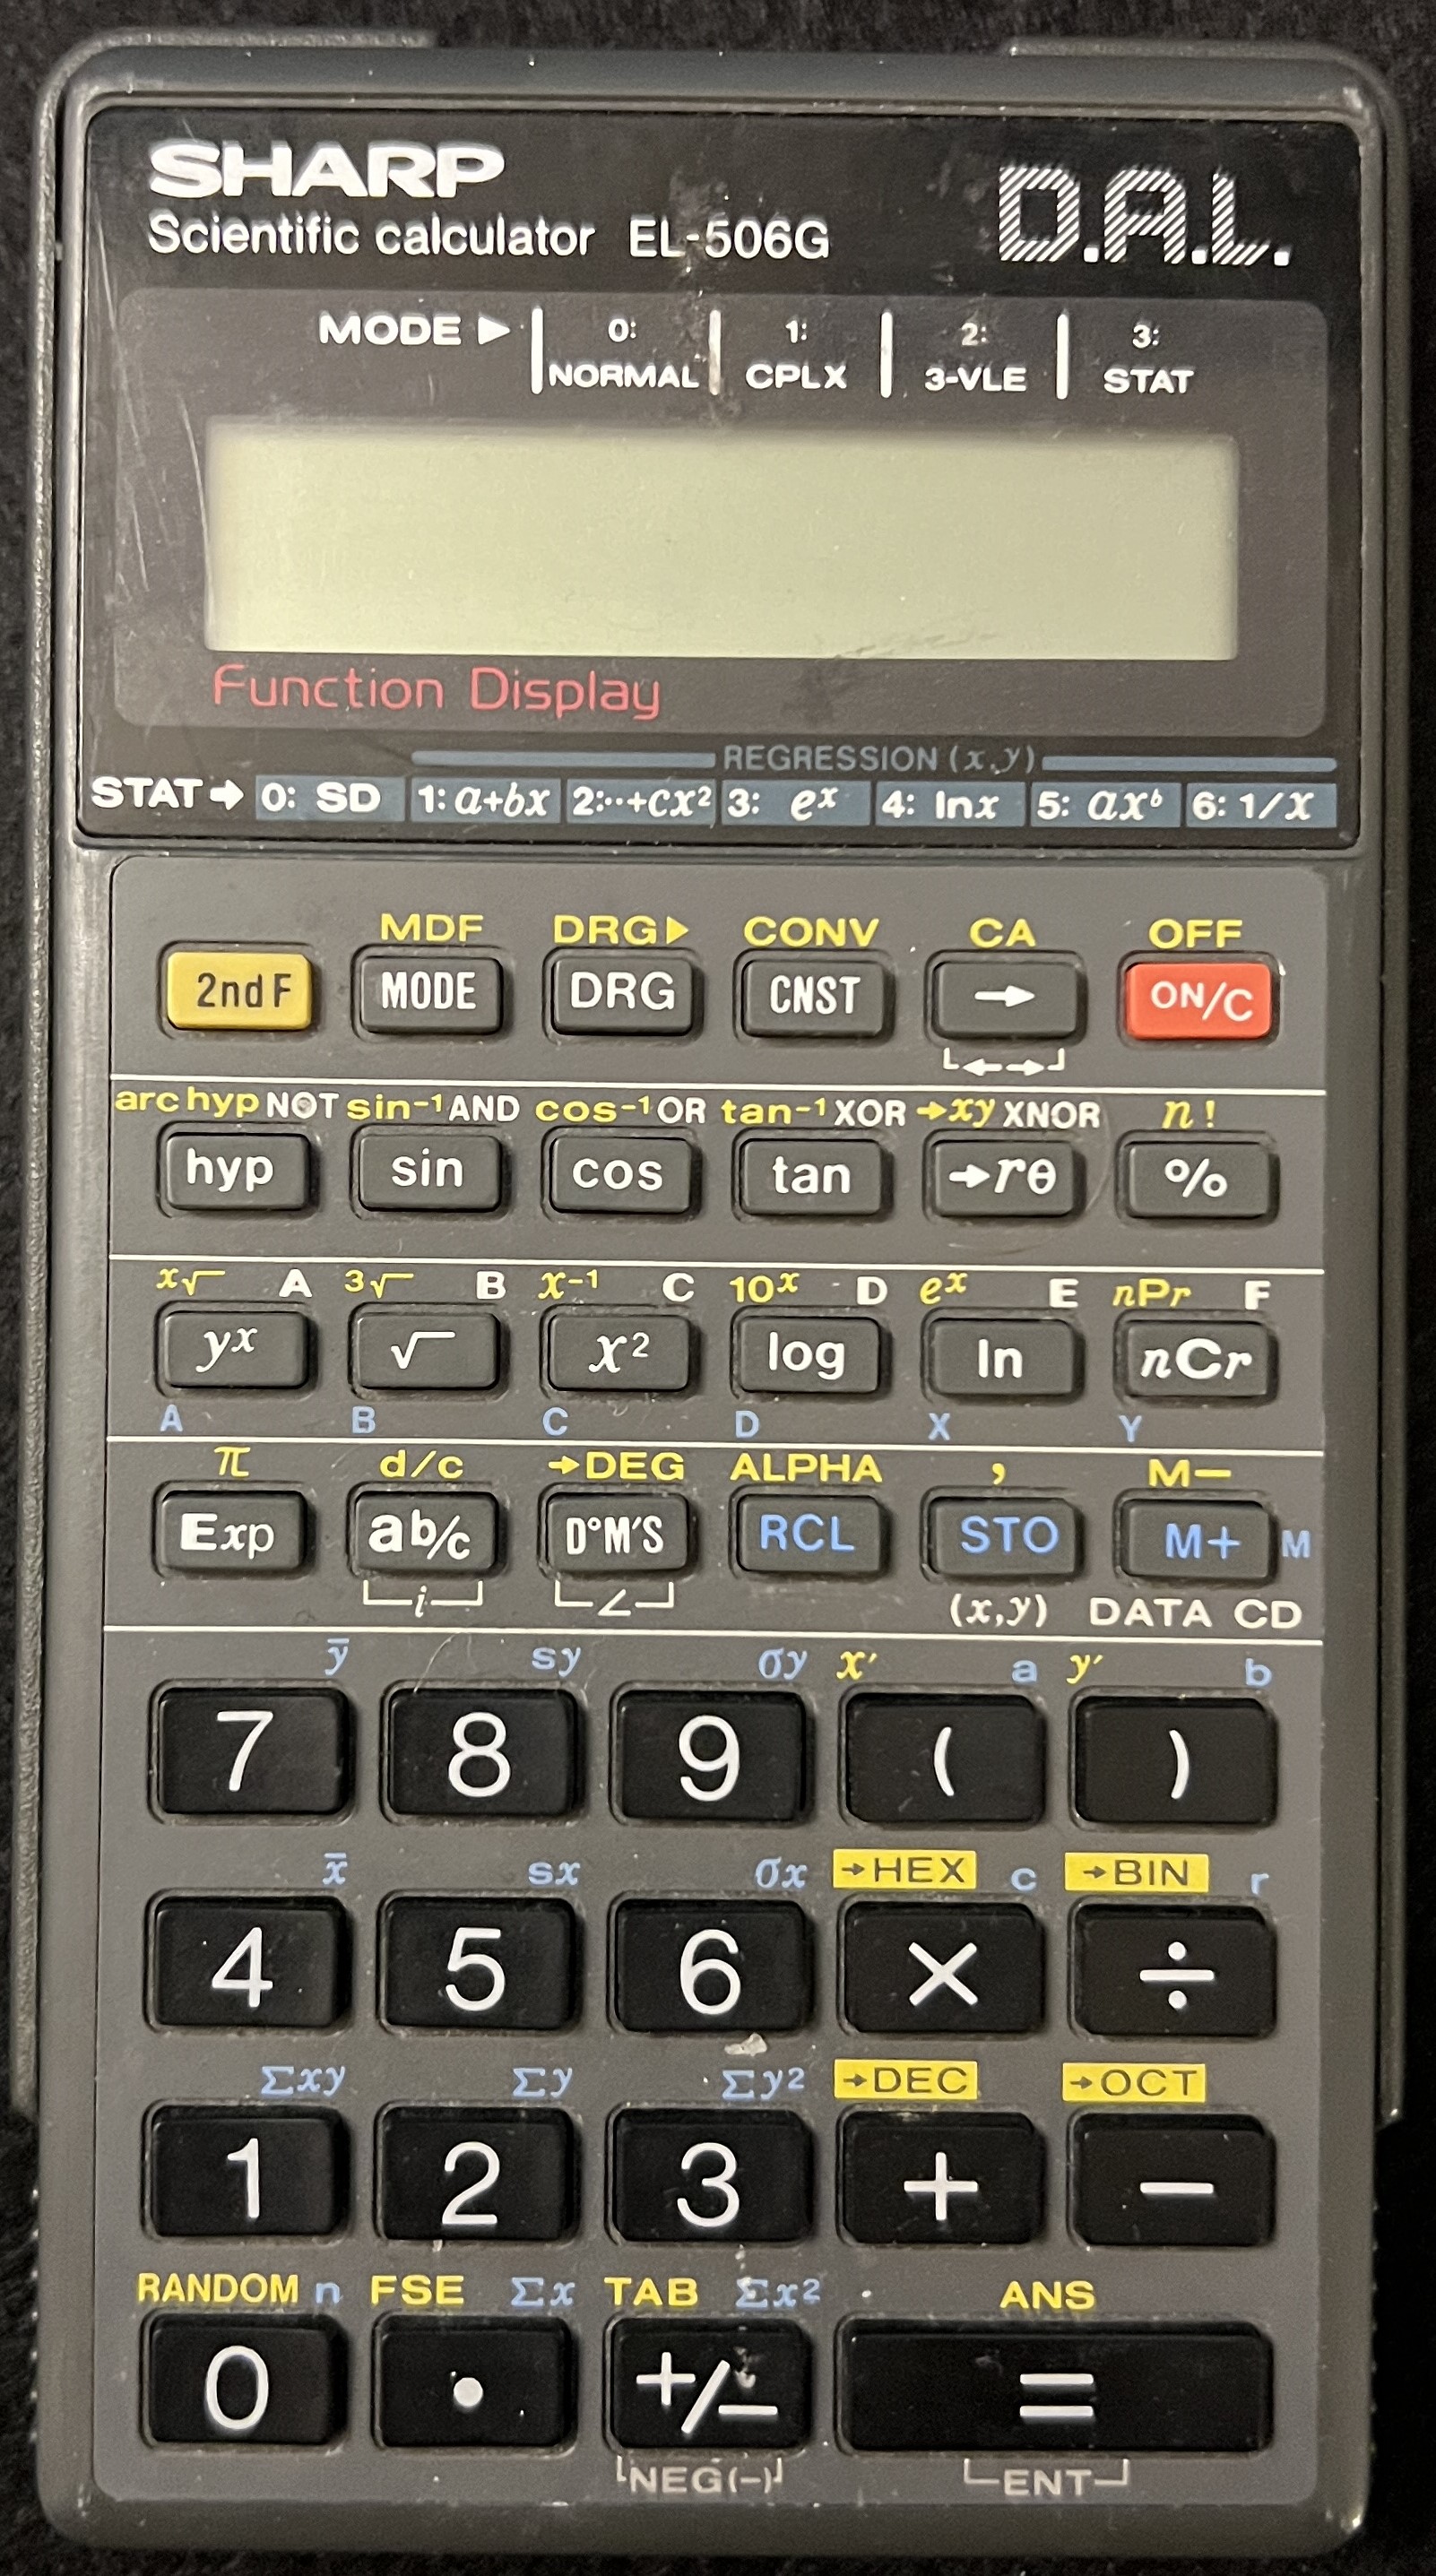 SHARP
Scientific calculator EL-506G D.A.L.
MODE ▶ 0: 1: 2: 3:
NORMAL CPLX 3-VLE STAT
Function Display
REGRESSION (x,y)
STAT → 0: SD 1: a+bx 2:··+cx² 3: eˣ 4: lnx 5: axᵇ 6: 1/x
MDF DRG▶ CONV CA OFF
2nd F MODE DRG CNST → ON/C
←→
arc hyp NOT sin⁻¹ AND cos⁻¹ OR tan⁻¹ XOR →xy XNOR n!
hyp sin cos tan →rθ %
ˣ√ A ³√ B x⁻¹ C 10ˣ D eˣ E nPr F
yˣ √ x² log ln nCr
A B C D X Y
π d/c →DEG ALPHA , M−
Exp ab/c D°M'S RCL STO M+ M
i ∠ (x,y) DATA CD
ȳ sy σy x′ a y′ b
7 8 9 ( )
x̄ sx σx →HEX c →BIN r
4 5 6 × ÷
Σxy Σy Σy² →DEC →OCT
1 2 3 + −
RANDOM n FSE Σx TAB Σx² ANS
0 • +/− =
NEG(−) ENT